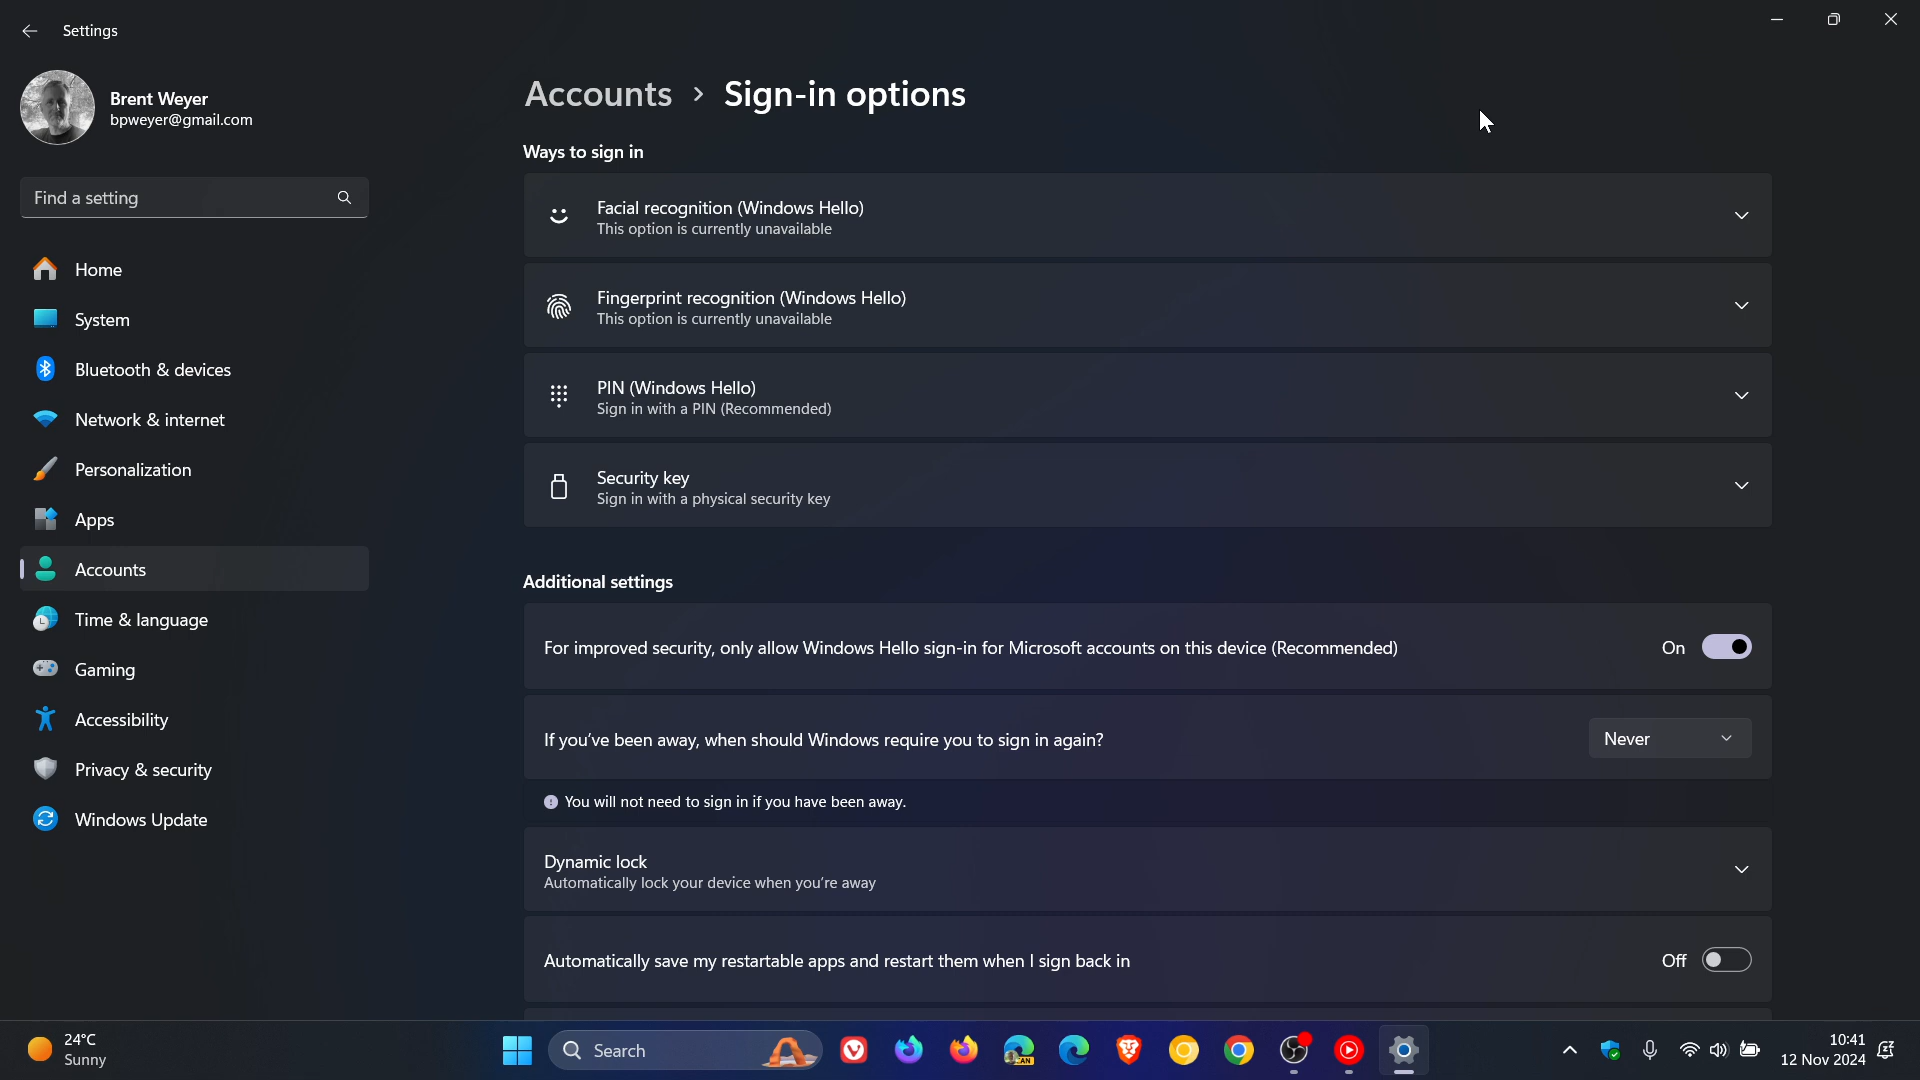 Settings
Brent Weyer
bpweyer@gmail.com
Find a setting
Home
System
Bluetooth & devices
Network & internet
Personalization
Apps
Accounts
Time & language
Gaming
Accessibility
Privacy & security
Windows Update
Accounts > Sign-in options
Ways to sign in
Facial recognition (Windows Hello)
This option is currently unavailable
Fingerprint recognition (Windows Hello)
This option is currently unavailable
PIN (Windows Hello)
Sign in with a PIN (Recommended)
Security key
Sign in with a physical security key
Additional settings
For improved security, only allow Windows Hello sign-in for Microsoft accounts on this device (Recommended) On
If you've been away, when should Windows require you to sign in again? Never
You will not need to sign in if you have been away.
Dynamic lock
Automatically lock your device when you're away
Automatically save my restartable apps and restart them when I sign back in Off
24°C
Sunny
Search
CAN
10:41
12 Nov 2024